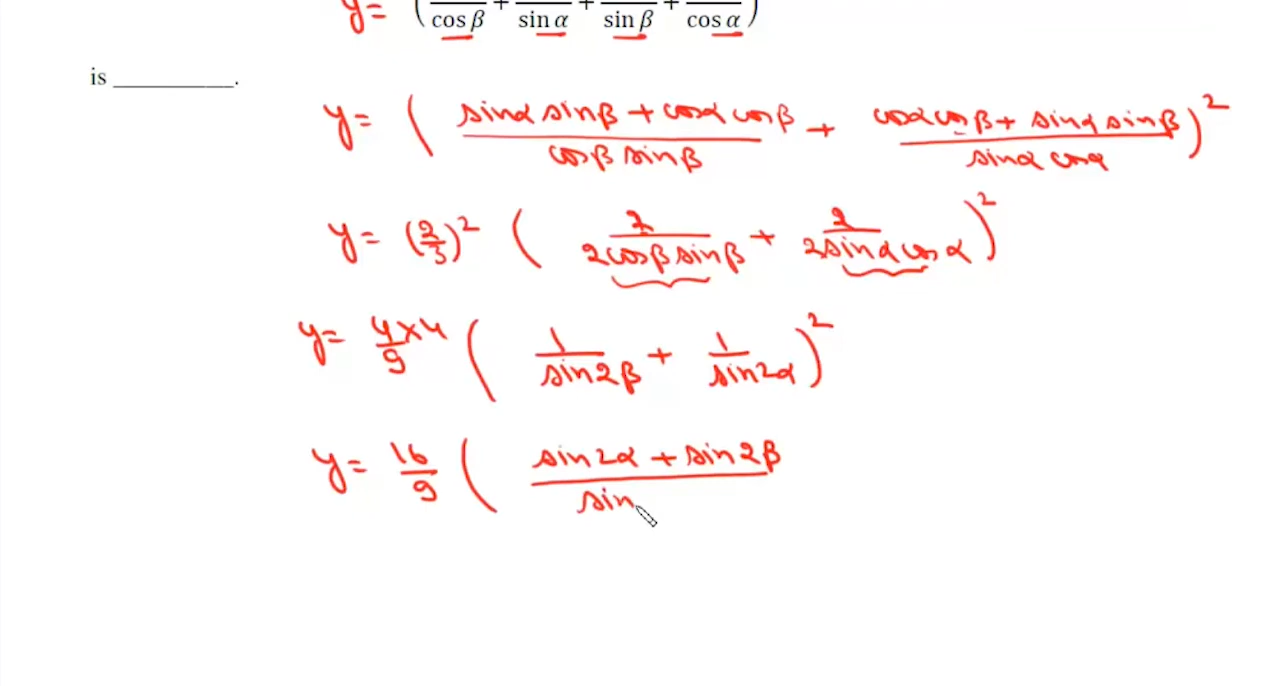 y = ( cos β + sin α + sin β + cos α )
is __________.
y = ( sinα sinβ + cosα cosβ / cosβ sinβ + cosα cosβ + sinα sinβ / sinα cosα )²
y = (2/3)² ( 2 / 2cosβ sinβ + 2 / 2sinα cosα )²
y = 4/9 × 4 ( 1 / sin2β + 1 / sin2α )²
y = 16/9 ( sin2α + sin2β / sin